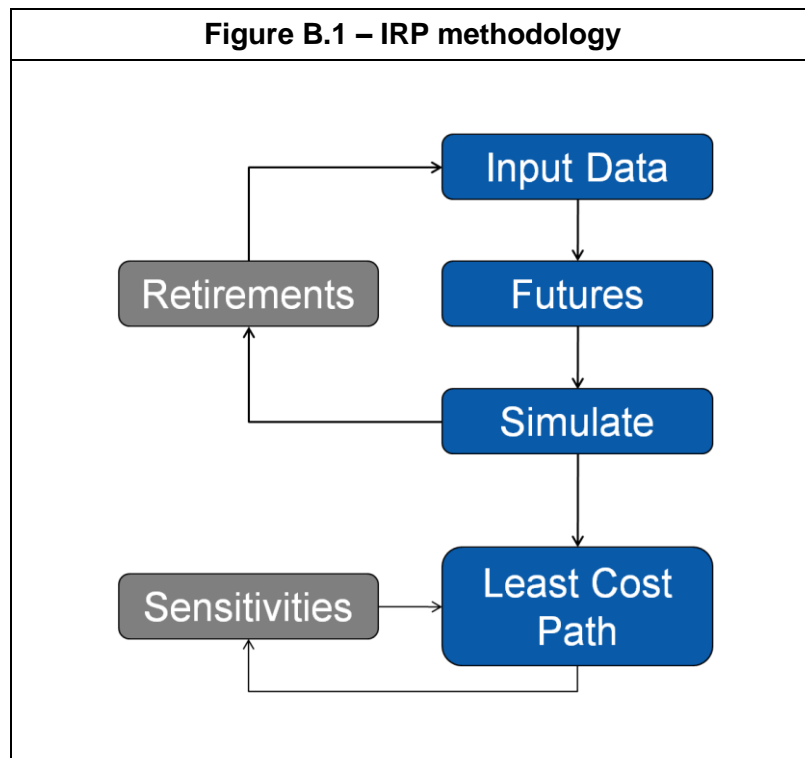 Figure B.1 – IRP methodology
Input Data
Retirements
Futures
Simulate
Sensitivities
Least Cost
Path